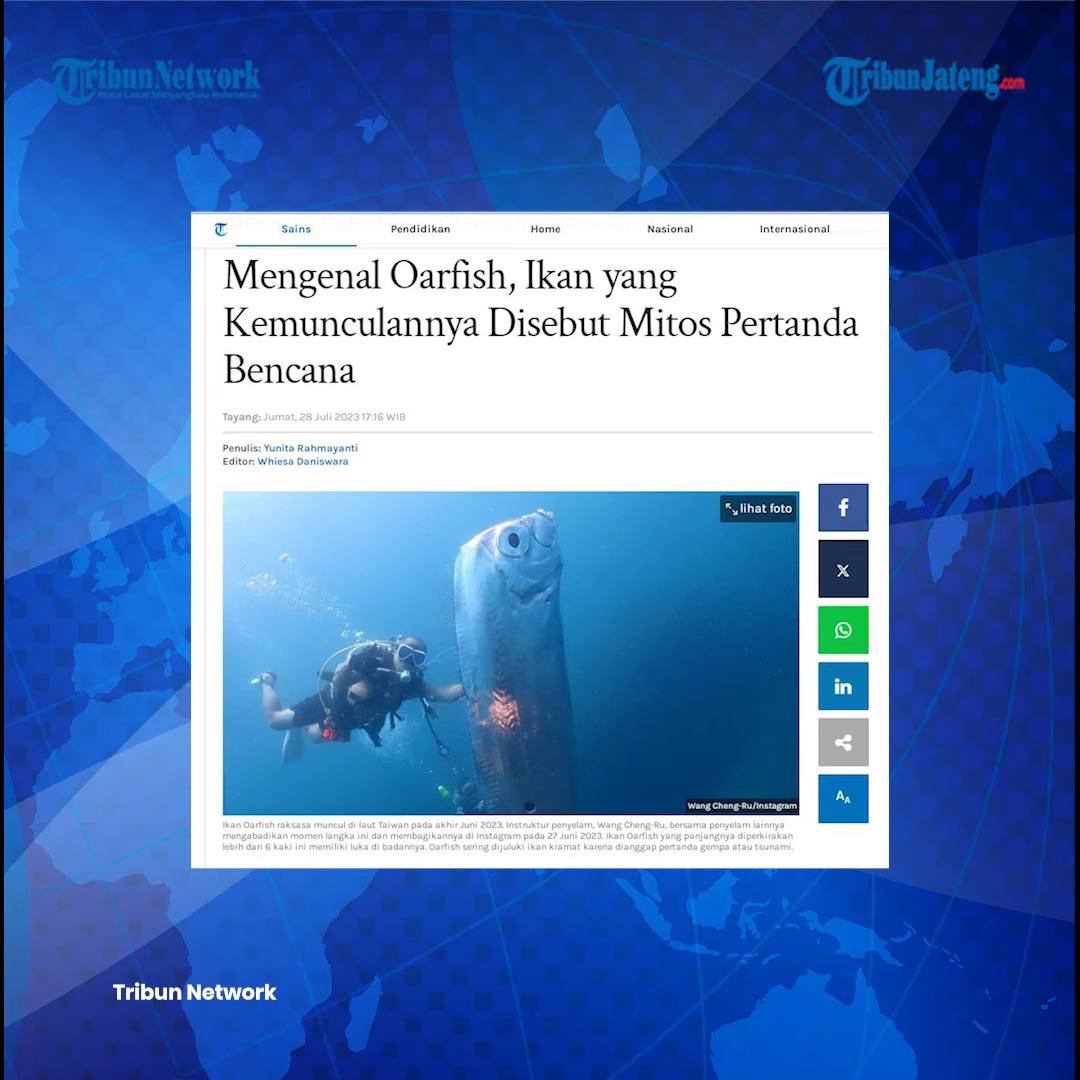 TribunNetwork
Mata Lokal Menjangkau Indonesia
TribunJateng.com
Sains
Pendidikan
Home
Nasional
Internasional
Mengenal Oarfish, Ikan yang
Kemunculannya Disebut Mitos Pertanda
Bencana
Tayang: Jumat, 28 Juli 2023 17:16 WIB
Penulis: Yunita Rahmayanti
Editor: Whiesa Daniswara
lihat foto
Wang Cheng-Ru/Instagram
Ikan Oarfish raksasa muncul di laut Taiwan pada akhir Juni 2023. Instruktur penyelam, Wang Cheng-Ru, bersama penyelam lainnya
mengabadikan momen langka ini dan membagikannya di Instagram pada 27 Juni 2023. Ikan Oarfish yang panjangnya diperkirakan
lebih dari 6 kaki ini memiliki luka di badannya. Oarfish sering dijuluki ikan kiamat karena dianggap pertanda gempa atau tsunami.
Tribun Network